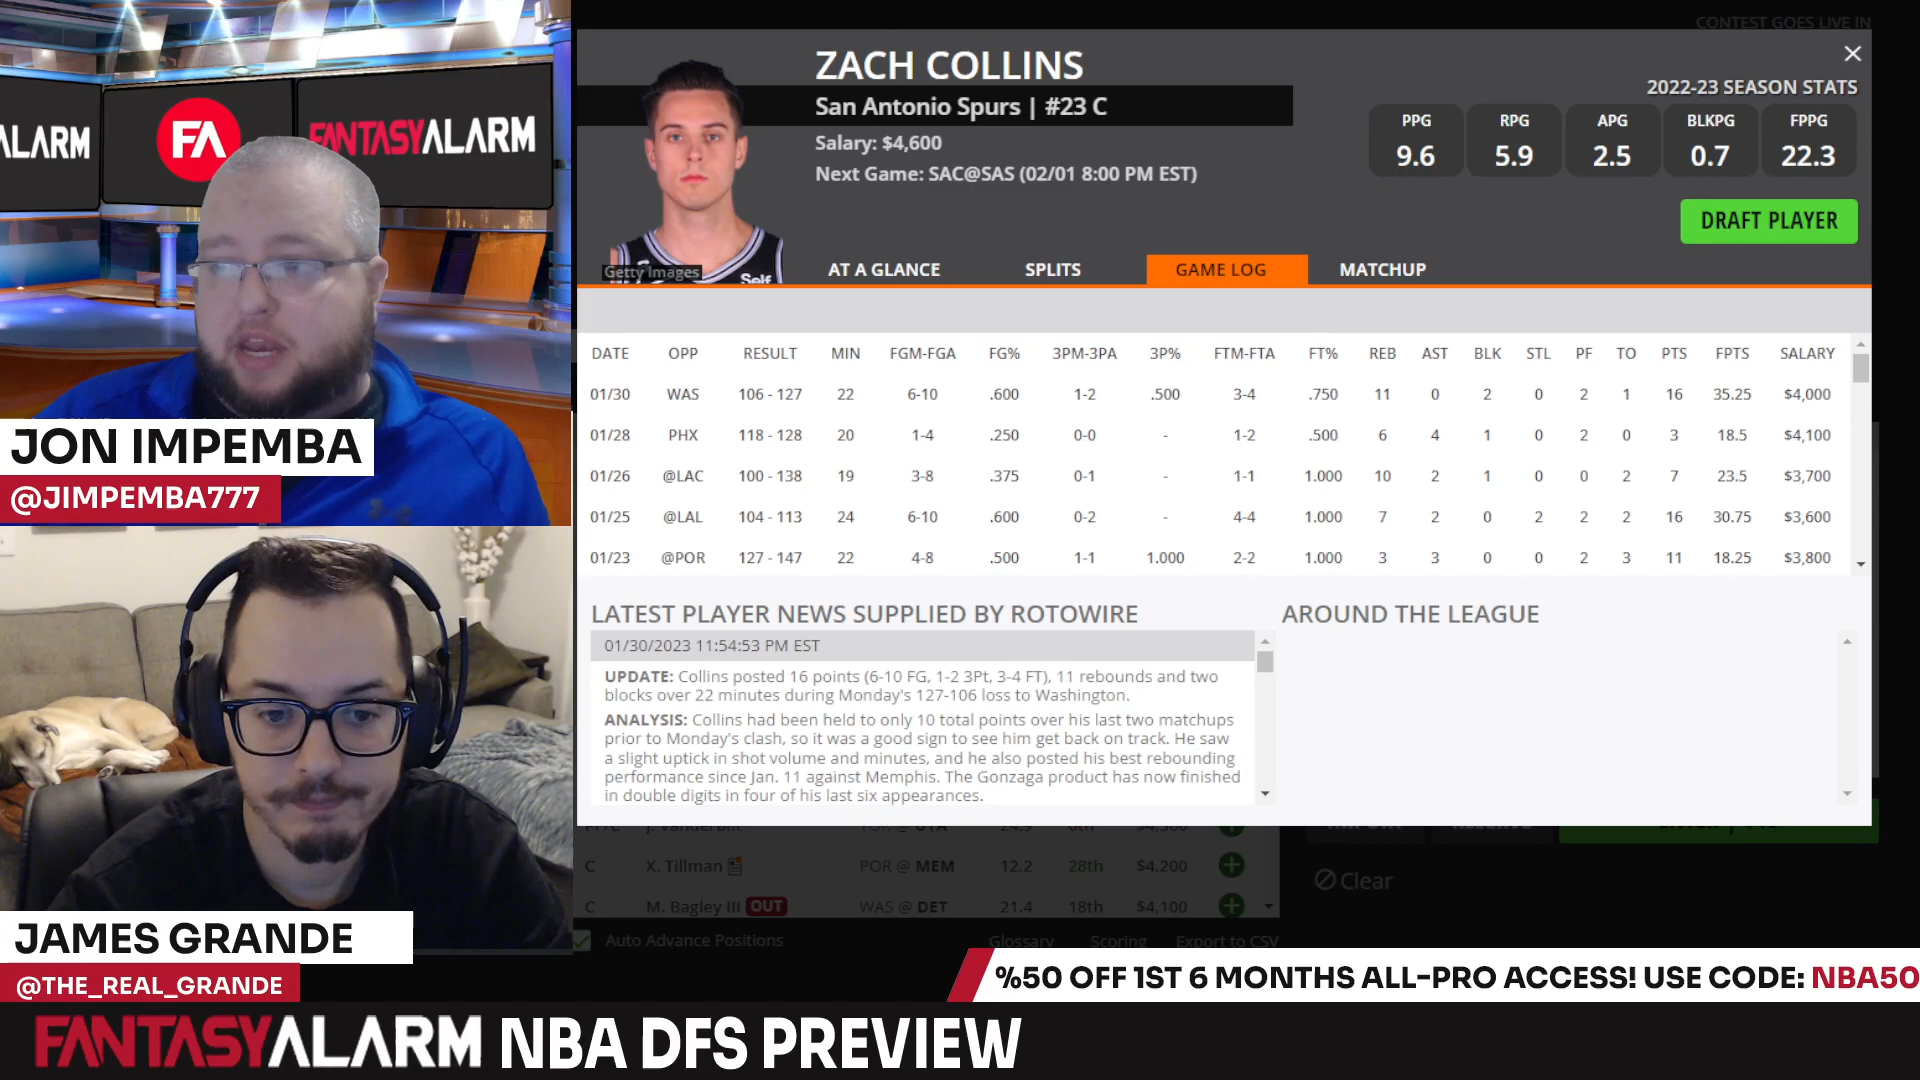 CONTEST GOES LIVE IN
FA
FANTASYALARM
ALARM
JON IMPEMBA
@JIMPEMBA777
JAMES GRANDE
@THE_REAL_GRANDE
ZACH COLLINS
San Antonio Spurs | #23 C
Salary: $4,600
Next Game: SAC@SAS (02/01 8:00 PM EST)
Getty Images
Self
2022-23 SEASON STATS
PPG RPG APG BLKPG FPPG
9.6 5.9 2.5 0.7 22.3
DRAFT PLAYER
AT A GLANCE SPLITS GAME LOG MATCHUP
DATE OPP RESULT MIN FGM-FGA FG% 3PM-3PA 3P% FTM-FTA FT% REB AST BLK STL PF TO PTS FPTS SALARY
01/30 WAS 106 - 127 22 6-10 .600 1-2 .500 3-4 .750 11 0 2 0 2 1 16 35.25 $4,000
01/28 PHX 118 - 128 20 1-4 .250 0-0 - 1-2 .500 6 4 1 0 2 0 3 18.5 $4,100
01/26 @LAC 100 - 138 19 3-8 .375 0-1 - 1-1 1.000 10 2 1 0 0 2 7 23.5 $3,700
01/25 @LAL 104 - 113 24 6-10 .600 0-2 - 4-4 1.000 7 2 0 2 2 2 16 30.75 $3,600
01/23 @POR 127 - 147 22 4-8 .500 1-1 1.000 2-2 1.000 3 3 0 0 2 3 11 18.25 $3,800
LATEST PLAYER NEWS SUPPLIED BY ROTOWIRE
AROUND THE LEAGUE
01/30/2023 11:54:53 PM EST
UPDATE: Collins posted 16 points (6-10 FG, 1-2 3Pt, 3-4 FT), 11 rebounds and two
blocks over 22 minutes during Monday's 127-106 loss to Washington.
ANALYSIS: Collins had been held to only 10 total points over his last two matchups
prior to Monday's clash, so it was a good sign to see him get back on track. He saw
a slight uptick in shot volume and minutes, and he also posted his best rebounding
performance since Jan. 11 against Memphis. The Gonzaga product has now finished
in double digits in four of his last six appearances.
C X. Tillman POR @ MEM 12.2 28th $4,200
C M. Bagley III OUT WAS @ DET 21.4 18th $4,100
Clear
Auto Advance Positions
Glossary Scoring Export to CSV
%50 OFF 1ST 6 MONTHS ALL-PRO ACCESS! USE CODE: NBA50
FANTASYALARM NBA DFS PREVIEW